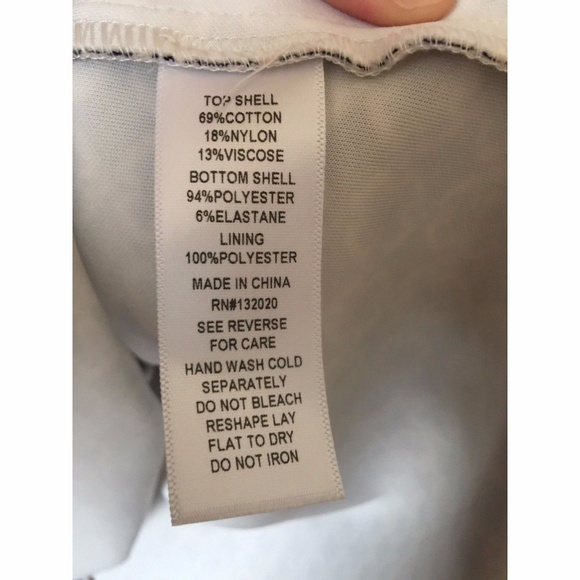 TOP SHELL
69%COTTON
18%NYLON
13%VISCOSE
BOTTOM SHELL
94%POLYESTER
6%ELASTANE
LINING
100%POLYESTER
MADE IN CHINA
RN#132020
SEE REVERSE
FOR CARE
HAND WASH COLD
SEPARATELY
DO NOT BLEACH
RESHAPE LAY
FLAT TO DRY
DO NOT IRON